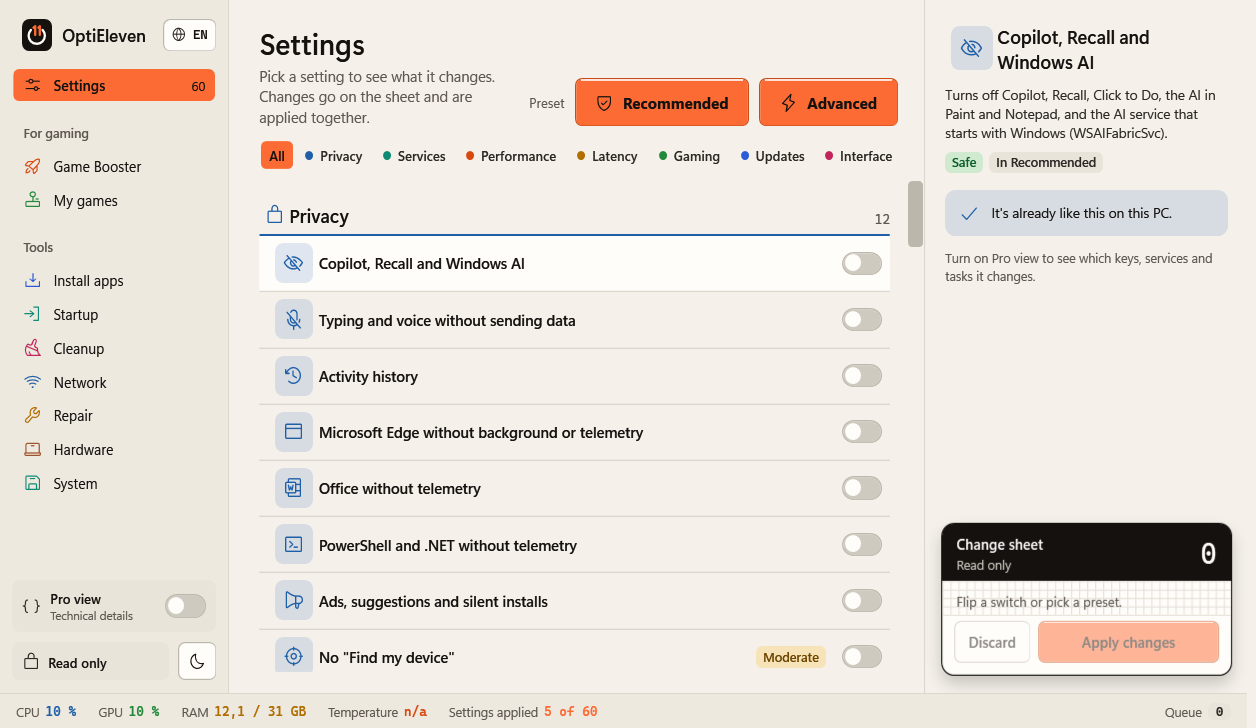 OptiEleven
EN
Settings
60
For gaming
Game Booster
My games
Tools
Install apps
Startup
Cleanup
Network
Repair
Hardware
System
Pro view
Technical details
Read only
Settings
Pick a setting to see what it changes.
Changes go on the sheet and are
applied together.
Preset
Recommended
Advanced
All
Privacy
Services
Performance
Latency
Gaming
Updates
Interface
Privacy
12
Copilot, Recall and Windows AI
Typing and voice without sending data
Activity history
Microsoft Edge without background or telemetry
Office without telemetry
PowerShell and .NET without telemetry
Ads, suggestions and silent installs
No "Find my device"
Moderate
Copilot, Recall and
Windows AI
Turns off Copilot, Recall, Click to Do, the AI in
Paint and Notepad, and the AI service that
starts with Windows (WSAIFabricSvc).
Safe
In Recommended
It's already like this on this PC.
Turn on Pro view to see which keys, services and
tasks it changes.
Change sheet
Read only
0
Flip a switch or pick a preset.
Discard
Apply changes
CPU 10 %
GPU 10 %
RAM 12,1 / 31 GB
Temperature n/a
Settings applied 5 of 60
Queue 0